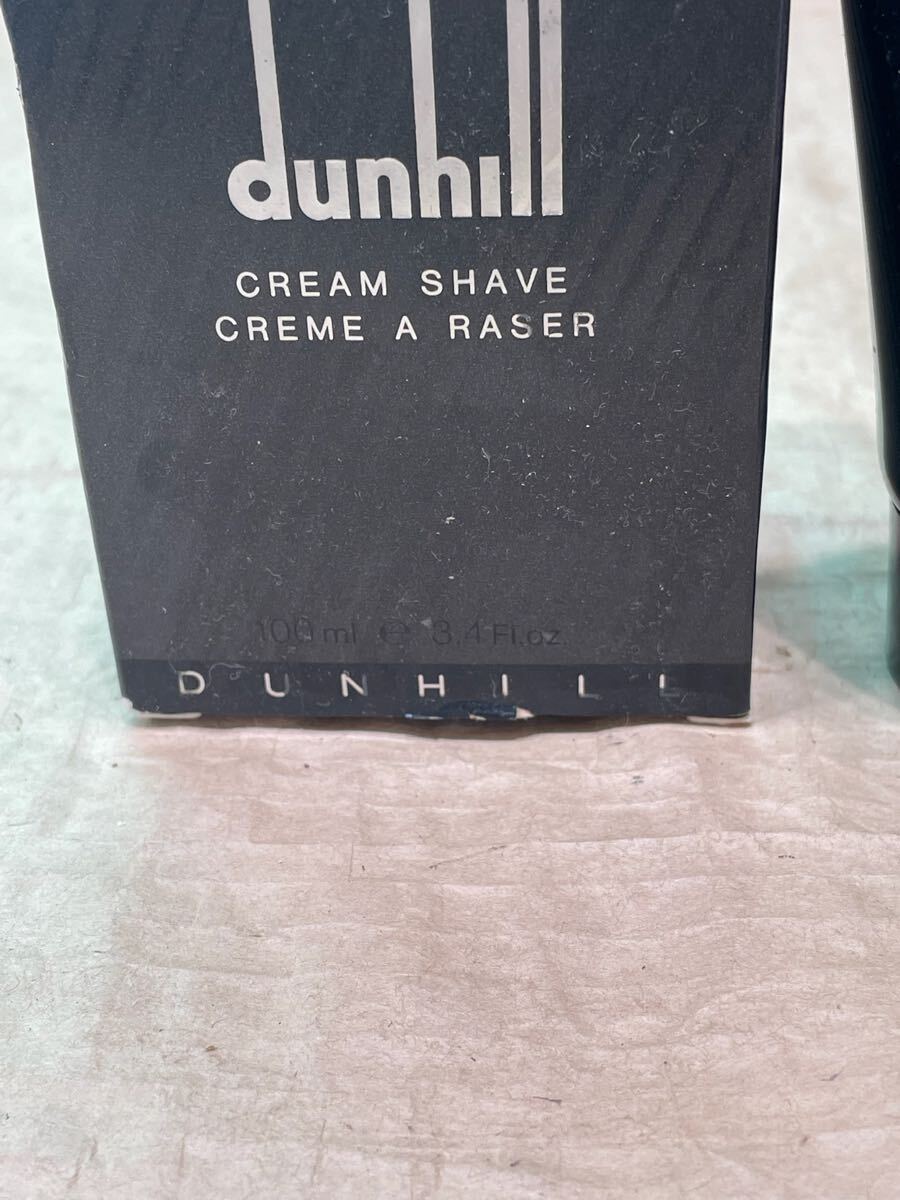 dunhill
CREAM SHAVE
CREME A RASER
100 ml ℮ 3.4 Fl.oz.
DUNHILL